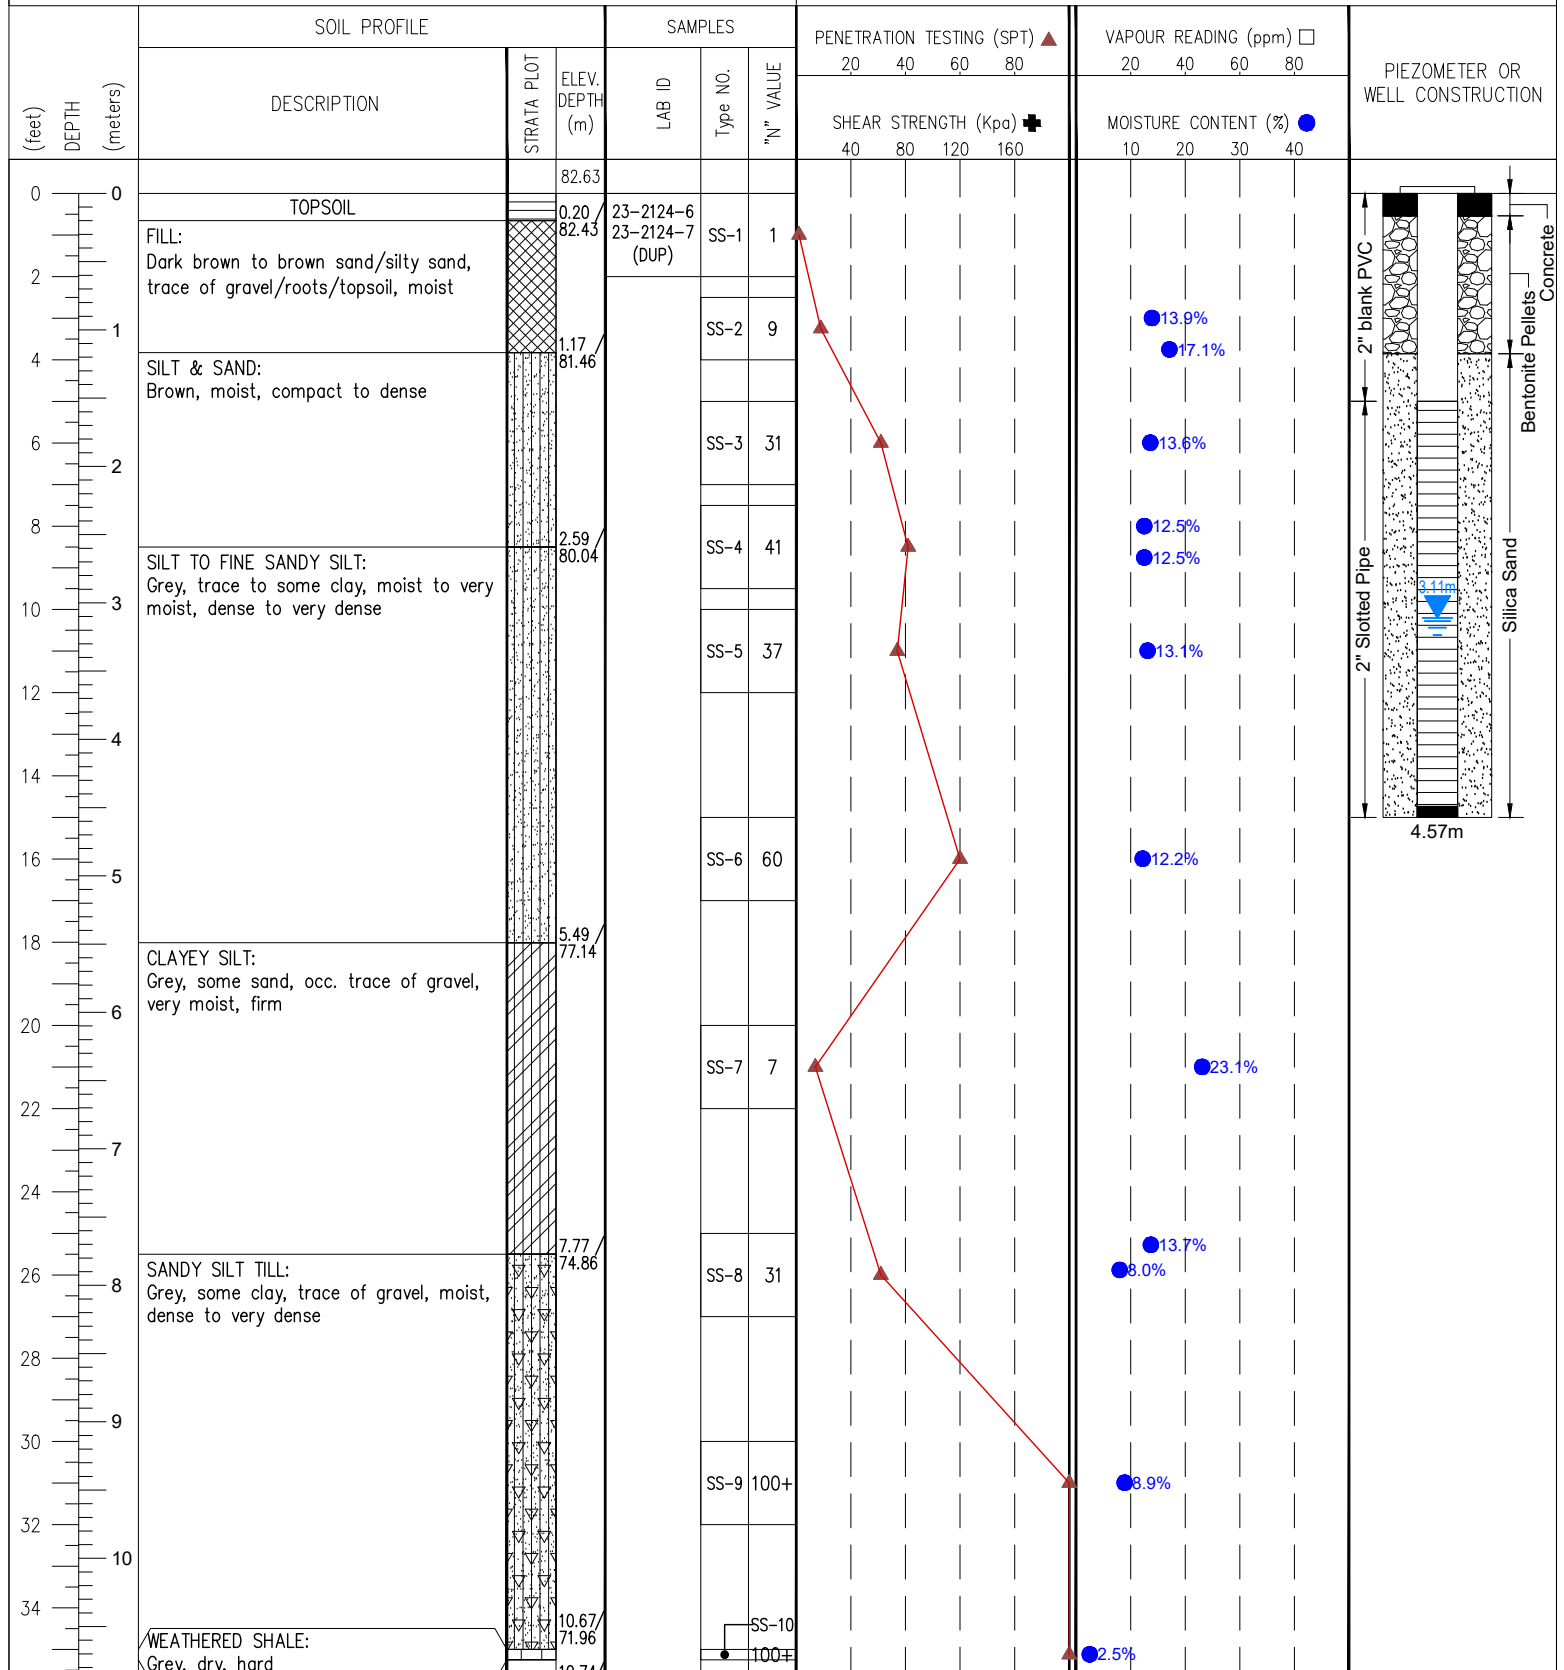 SOIL PROFILE
SAMPLES
PENETRATION TESTING (SPT)
20 40 60 80
SHEAR STRENGTH (Kpa)
40 80 120 160
VAPOUR READING (ppm)
20 40 60 80
MOISTURE CONTENT (%)
10 20 30 40
PIEZOMETER OR
WELL CONSTRUCTION
(feet)
DEPTH
(meters)
DESCRIPTION
STRATA PLOT
ELEV.
DEPTH
(m)
LAB ID
Type NO.
"N" VALUE
82.63
0
0
TOPSOIL
0.20
82.43
23-2124-6
23-2124-7
(DUP)
SS-1
1
FILL:
Dark brown to brown sand/silty sand,
trace of gravel/roots/topsoil, moist
2
SS-2
9
13.9%
17.1%
1
1.17
81.46
4
SILT & SAND:
Brown, moist, compact to dense
6
SS-3
31
13.6%
2
8
SS-4
41
12.5%
12.5%
2.59
80.04
SILT TO FINE SANDY SILT:
Grey, trace to some clay, moist to very
moist, dense to very dense
3
10
SS-5
37
13.1%
12
4
14
16
SS-6
60
12.2%
5
18
5.49
77.14
CLAYEY SILT:
Grey, some sand, occ. trace of gravel,
very moist, firm
6
20
SS-7
7
23.1%
22
7
24
7.77
74.86
SANDY SILT TILL:
Grey, some clay, trace of gravel, moist,
dense to very dense
26
8
SS-8
31
13.7%
8.0%
28
9
30
SS-9
100+
8.9%
32
10
34
10.67
71.96
WEATHERED SHALE:
Grey, dry, hard
SS-10
100+
2.5%
2" blank PVC
2" Slotted Pipe
Concrete
Bentonite Pellets
Silica Sand
3.11m
4.57m